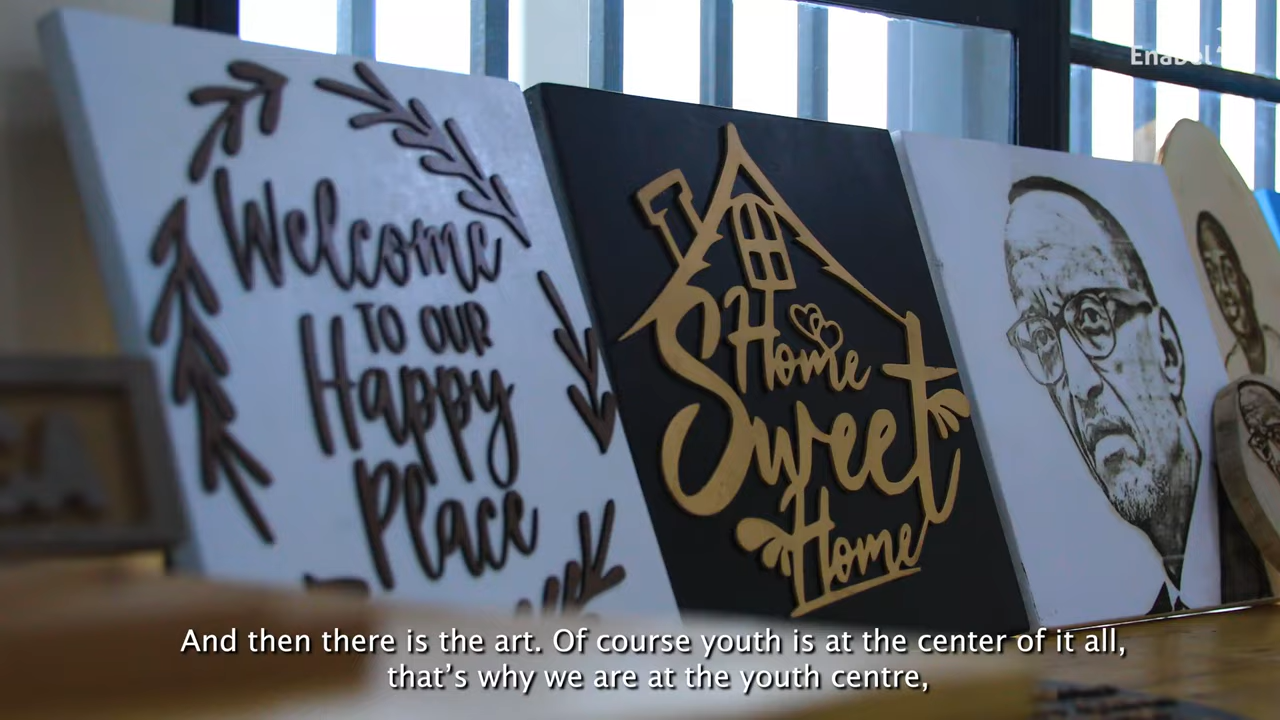 Enabel
Welcome
TO OUR
Happy
Place
Home
Sweet
Home
And then there is the art. Of course youth is at the center of it all,
that's why we are at the youth centre,